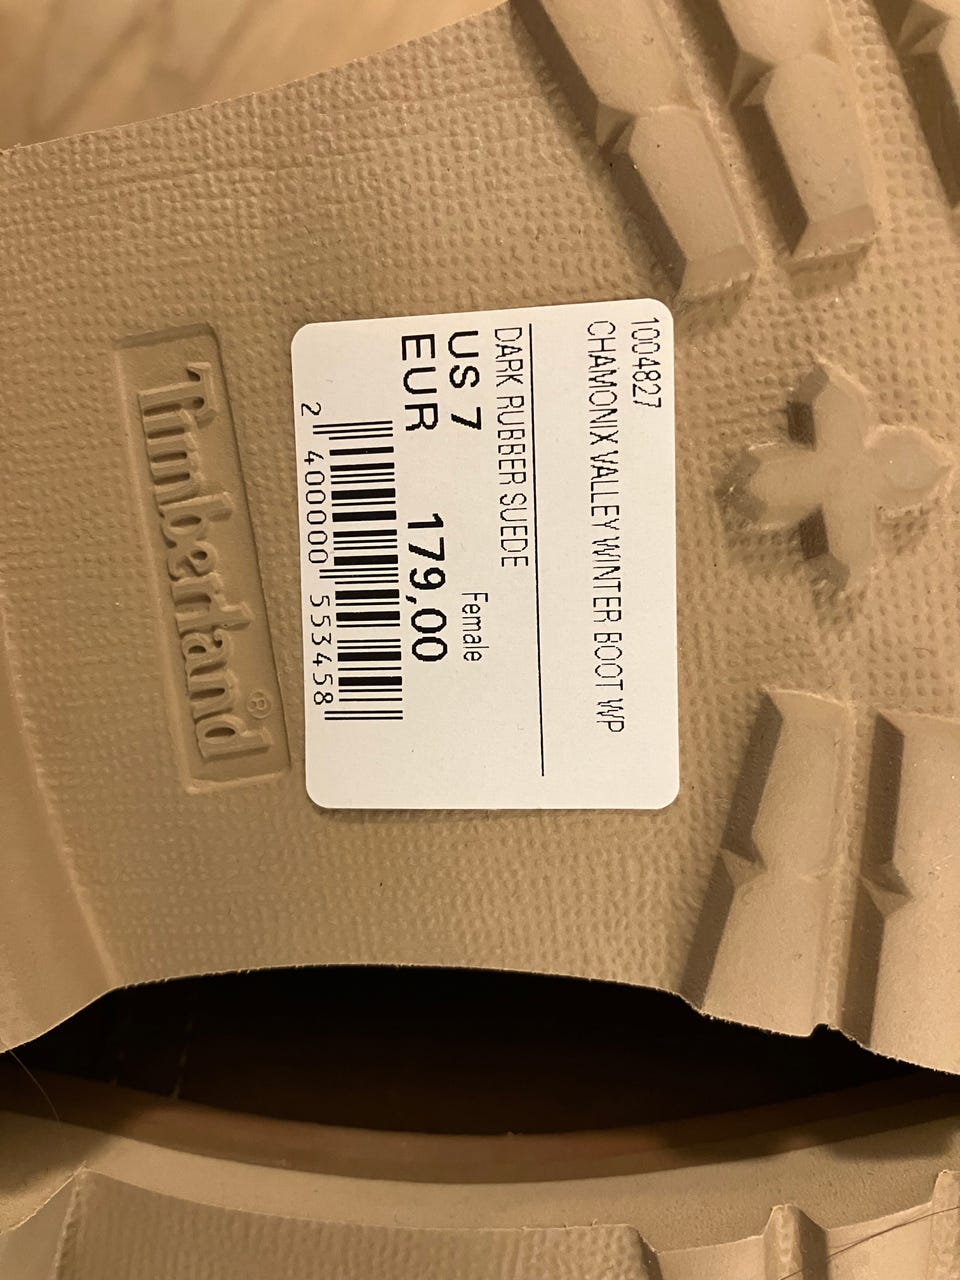 1004827
CHAMONIX VALLEY WINTER BOOT WP
DARK RUBBER SUEDE
US 7 Female
EUR 179,00
2 400000 553458
Timberland®